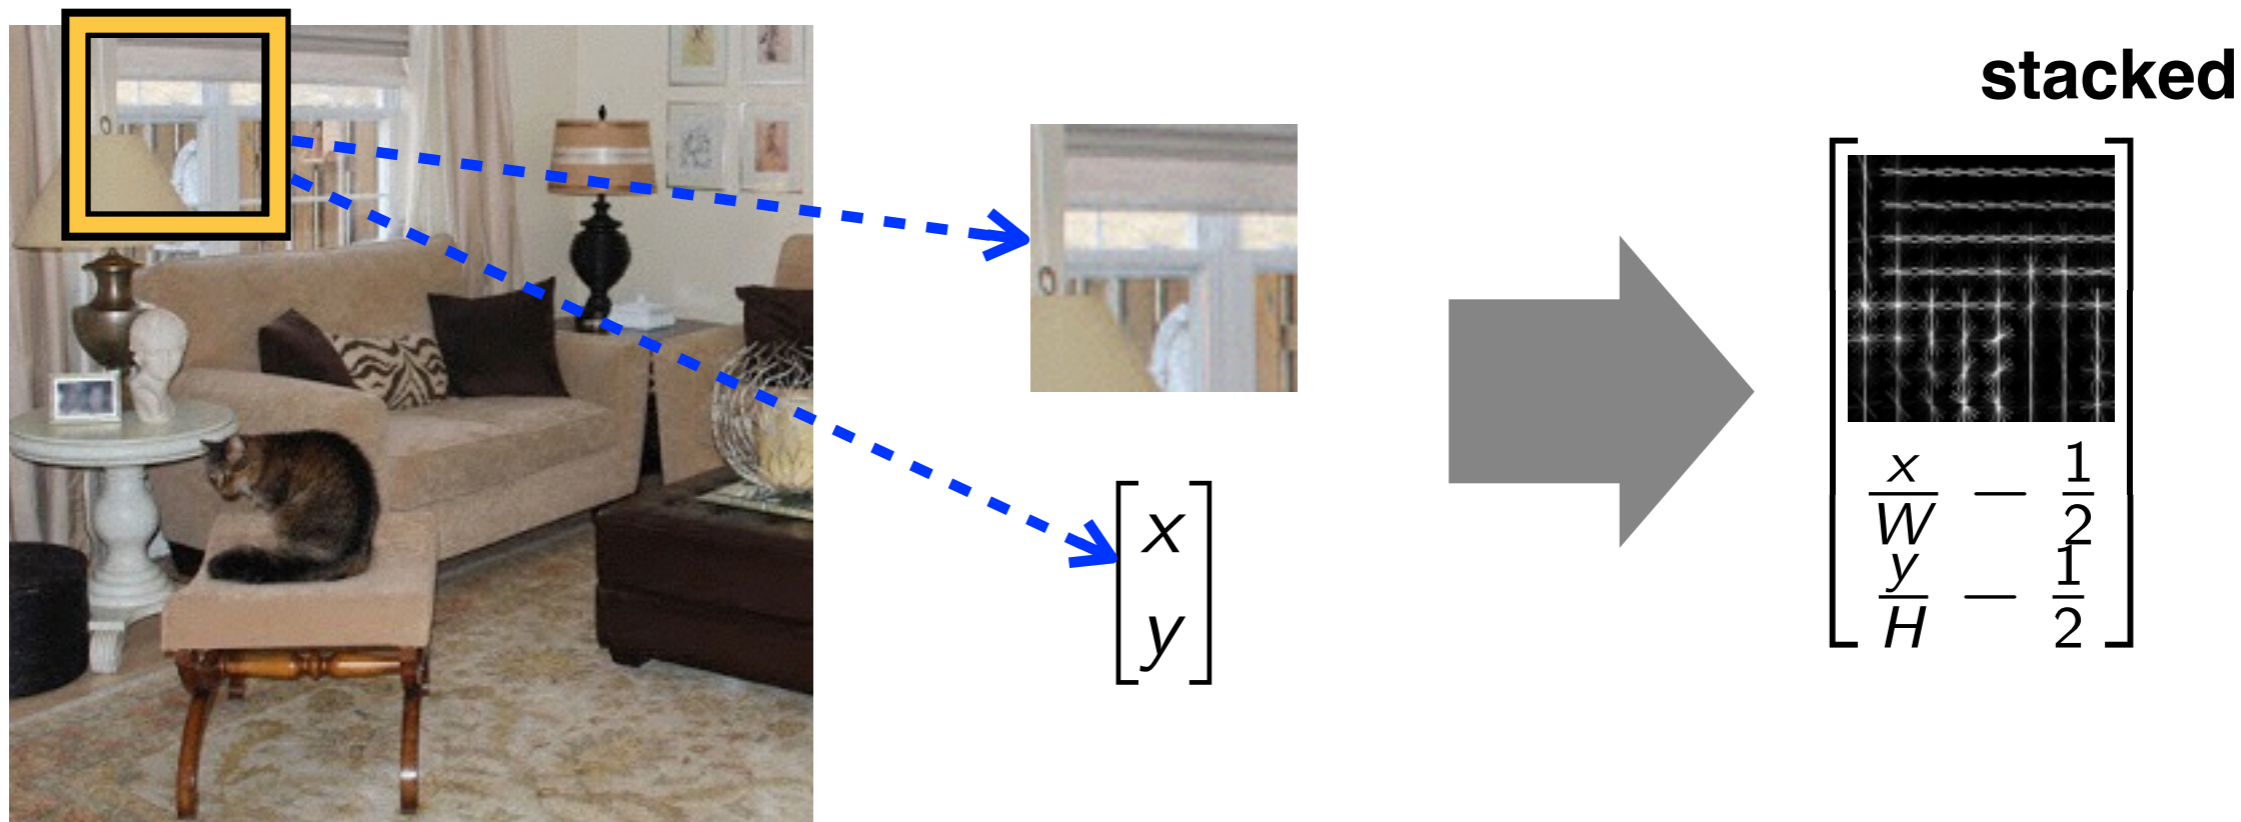 stacked
x
y
x/W − 1/2
y/H − 1/2